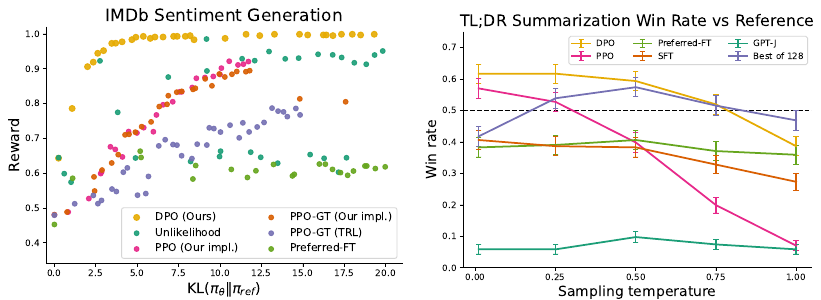 IMDb Sentiment Generation
Reward
1.0
0.9
0.8
0.7
0.6
0.5
0.4
0.0
2.5
5.0
7.5
10.0
12.5
15.0
17.5
20.0
KL(πθ‖πref)
DPO (Ours)
Unlikelihood
PPO (Our impl.)
PPO-GT (Our impl.)
PPO-GT (TRL)
Preferred-FT
TL;DR Summarization Win Rate vs Reference
Win rate
0.7
0.6
0.5
0.4
0.3
0.2
0.1
0.0
0.00
0.25
0.50
0.75
1.00
Sampling temperature
DPO
PPO
Preferred-FT
SFT
GPT-J
Best of 128